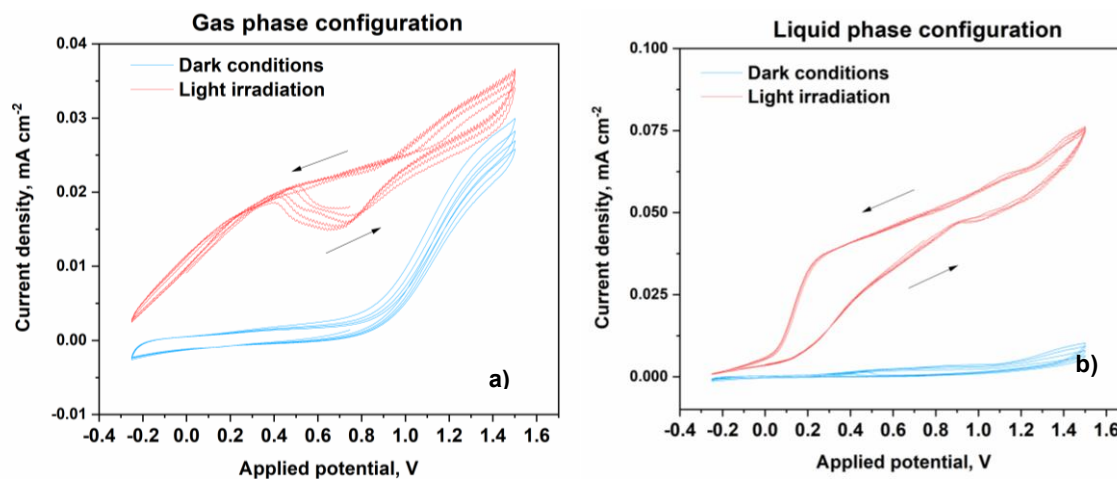 Gas phase configuration
0.04
0.03
0.02
0.01
0.00
-0.01
Current density, mA cm-2
Dark conditions
Light irradiation
a)
-0.4 -0.2 0.0 0.2 0.4 0.6 0.8 1.0 1.2 1.4 1.6
Applied potential, V
Liquid phase configuration
0.100
0.075
0.050
0.025
0.000
Current density, mA cm-2
Dark conditions
Light irradiation
b)
-0.4 -0.2 0.0 0.2 0.4 0.6 0.8 1.0 1.2 1.4 1.6
Applied potential, V